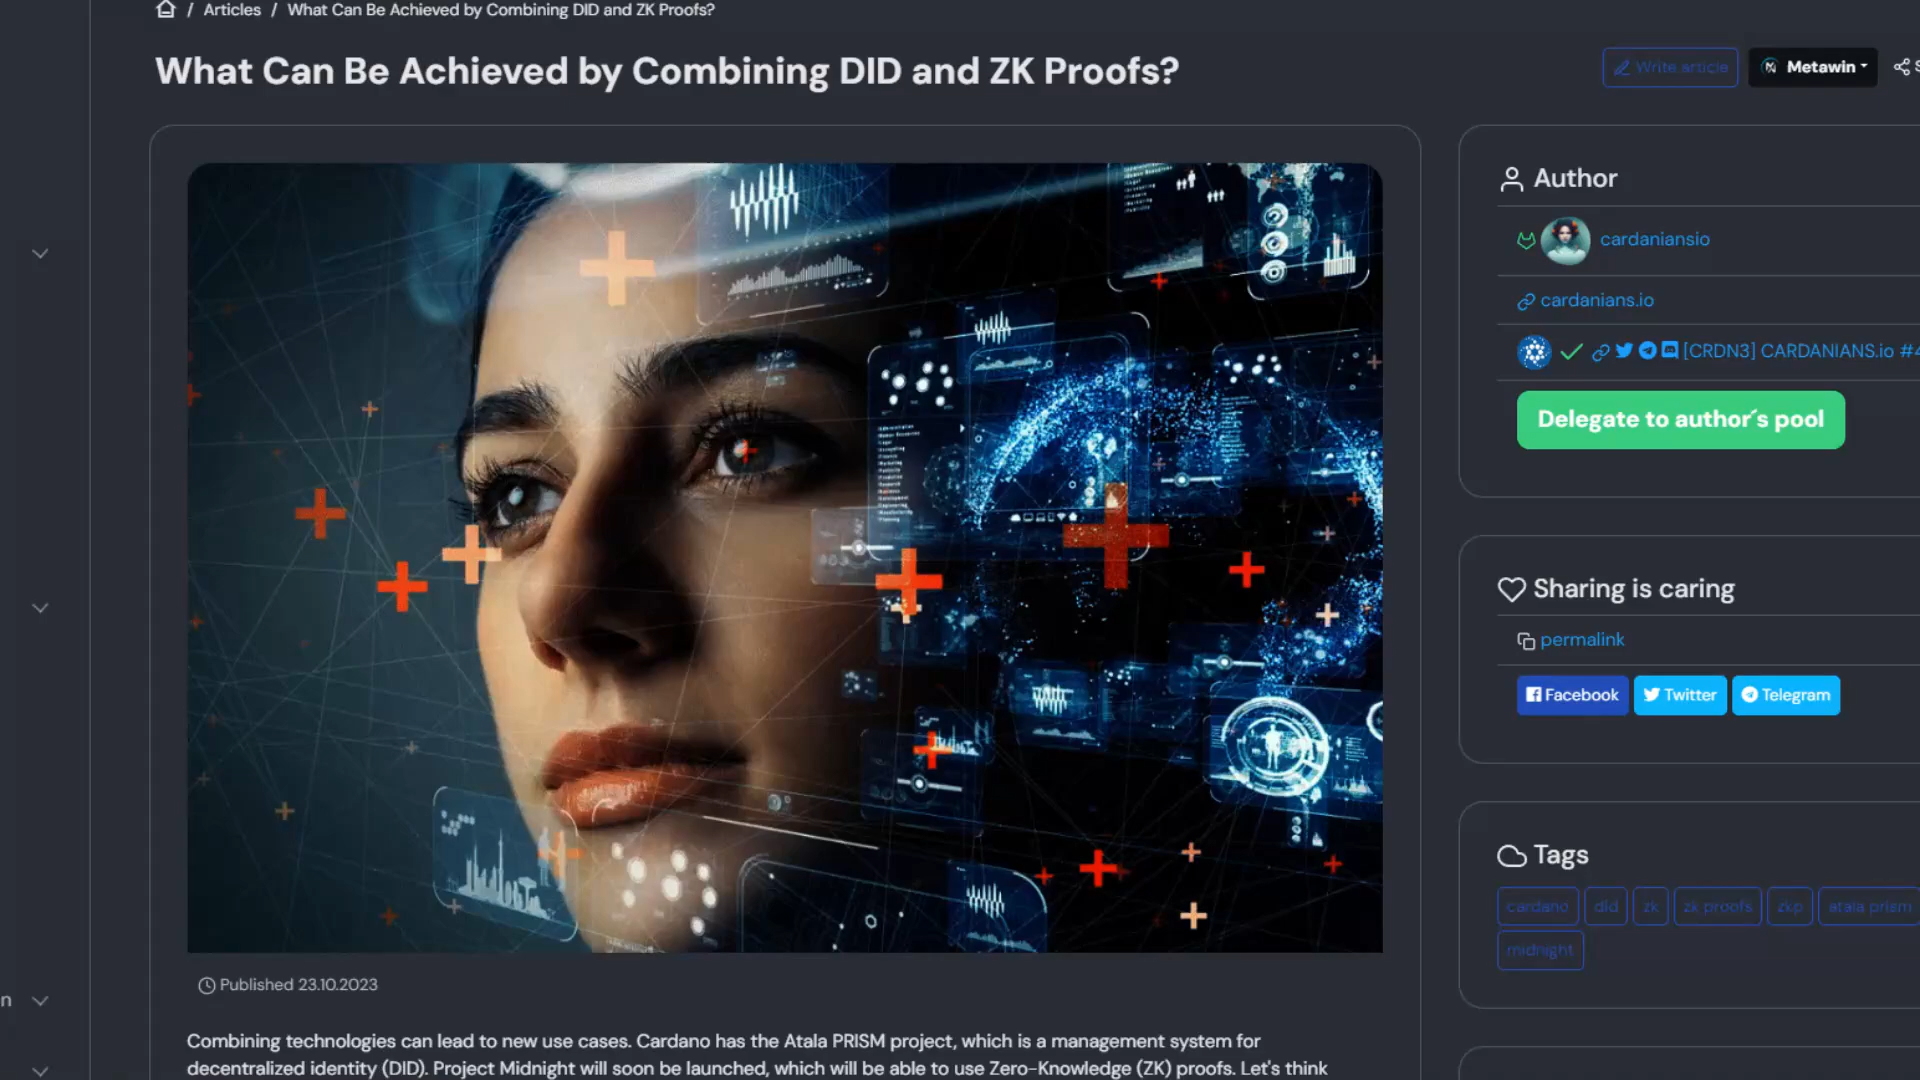 / Articles / What Can Be Achieved by Combining DID and ZK Proofs?
What Can Be Achieved by Combining DID and ZK Proofs?
Write article
Metawin
Author
cardaniansio
cardanians.io
[CRDN3] CARDANIANS.io
Delegate to author´s pool
Sharing is caring
permalink
Facebook Twitter Telegram
Tags
cardano did zk zk proofs zkp atala prism
midnight
Published 23.10.2023
Combining technologies can lead to new use cases. Cardano has the Atala PRISM project, which is a management system for
decentralized identity (DID). Project Midnight will soon be launched, which will be able to use Zero-Knowledge (ZK) proofs. Let's think